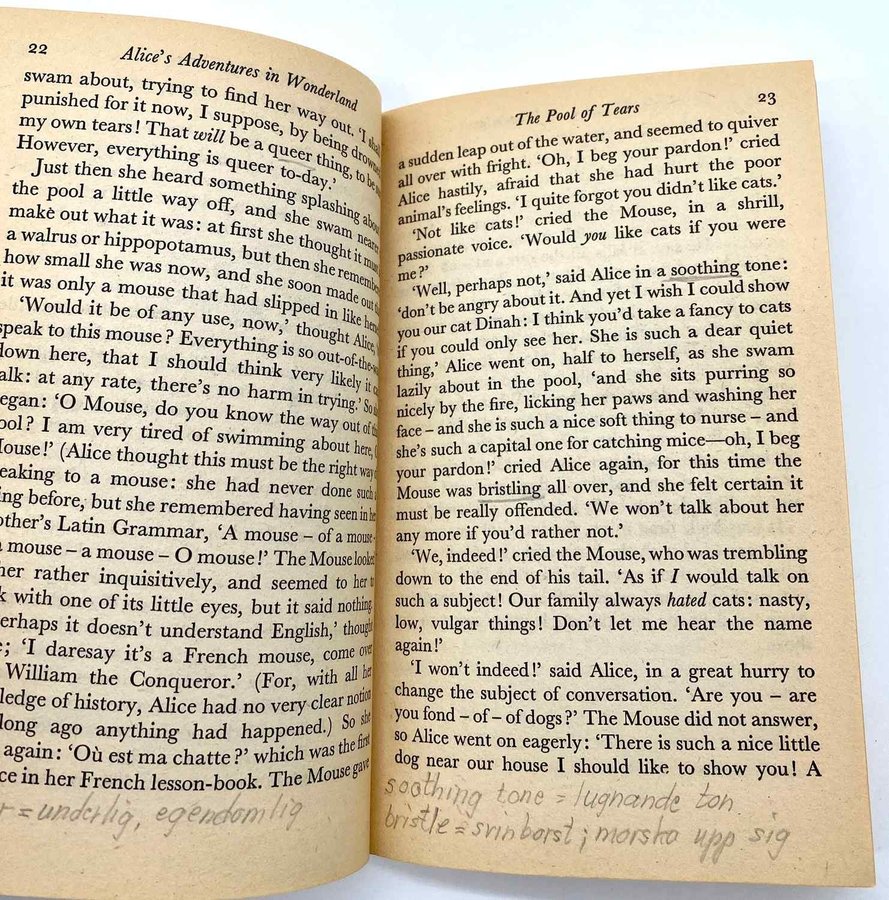 22
Alice's Adventures in Wonderland
swam about, trying to find her way out. 'I shall
punished for it now, I suppose, by being drowned
my own tears! That will be a queer thing, to be
However, everything is queer to-day.'
Just then she heard something splashing about
the pool a little way off, and she swam nearer
make out what it was: at first she thought it must
a walrus or hippopotamus, but then she remember
how small she was now, and she soon made out
it was only a mouse that had slipped in like hers
'Would it be of any use, now,' thought Alice,
speak to this mouse? Everything is so out-of-the-wa
down here, that I should think very likely it c
alk: at any rate, there's no harm in trying.' So s
egan: 'O Mouse, do you know the way out of
ool? I am very tired of swimming about here,
Mouse!' (Alice thought this must be the right way
eaking to a mouse: she had never done such
ing before, but she remembered having seen in her
other's Latin Grammar, 'A mouse – of a mouse –
a mouse – a mouse – O mouse!' The Mouse looked
her rather inquisitively, and seemed to her to
k with one of its little eyes, but it said nothing.
erhaps it doesn't understand English,' thought
e; 'I daresay it's a French mouse, come over
William the Conqueror.' (For, with all her
ledge of history, Alice had no very clear notion
long ago anything had happened.) So she
again: 'Où est ma chatte?' which was the first
ce in her French lesson-book. The Mouse gave
r = underlig, egendomlig
The Pool of Tears
23
a sudden leap out of the water, and seemed to quiver
all over with fright. 'Oh, I beg your pardon!' cried
Alice hastily, afraid that she had hurt the poor
animal's feelings. 'I quite forgot you didn't like cats.'
'Not like cats!' cried the Mouse, in a shrill,
passionate voice. 'Would you like cats if you were
me?'
'Well, perhaps not,' said Alice in a soothing tone:
'don't be angry about it. And yet I wish I could show
you our cat Dinah: I think you'd take a fancy to cats
if you could only see her. She is such a dear quiet
thing,' Alice went on, half to herself, as she swam
lazily about in the pool, 'and she sits purring so
nicely by the fire, licking her paws and washing her
face – and she is such a nice soft thing to nurse – and
she's such a capital one for catching mice—oh, I beg
your pardon!' cried Alice again, for this time the
Mouse was bristling all over, and she felt certain it
must be really offended. 'We won't talk about her
any more if you'd rather not.'
'We, indeed!' cried the Mouse, who was trembling
down to the end of his tail. 'As if I would talk on
such a subject! Our family always hated cats: nasty,
low, vulgar things! Don't let me hear the name
again!'
'I won't indeed!' said Alice, in a great hurry to
change the subject of conversation. 'Are you – are
you fond – of – of dogs?' The Mouse did not answer,
so Alice went on eagerly: 'There is such a nice little
dog near our house I should like to show you! A
soothing tone = lugnande ton
bristle = svinborst; morska upp sig